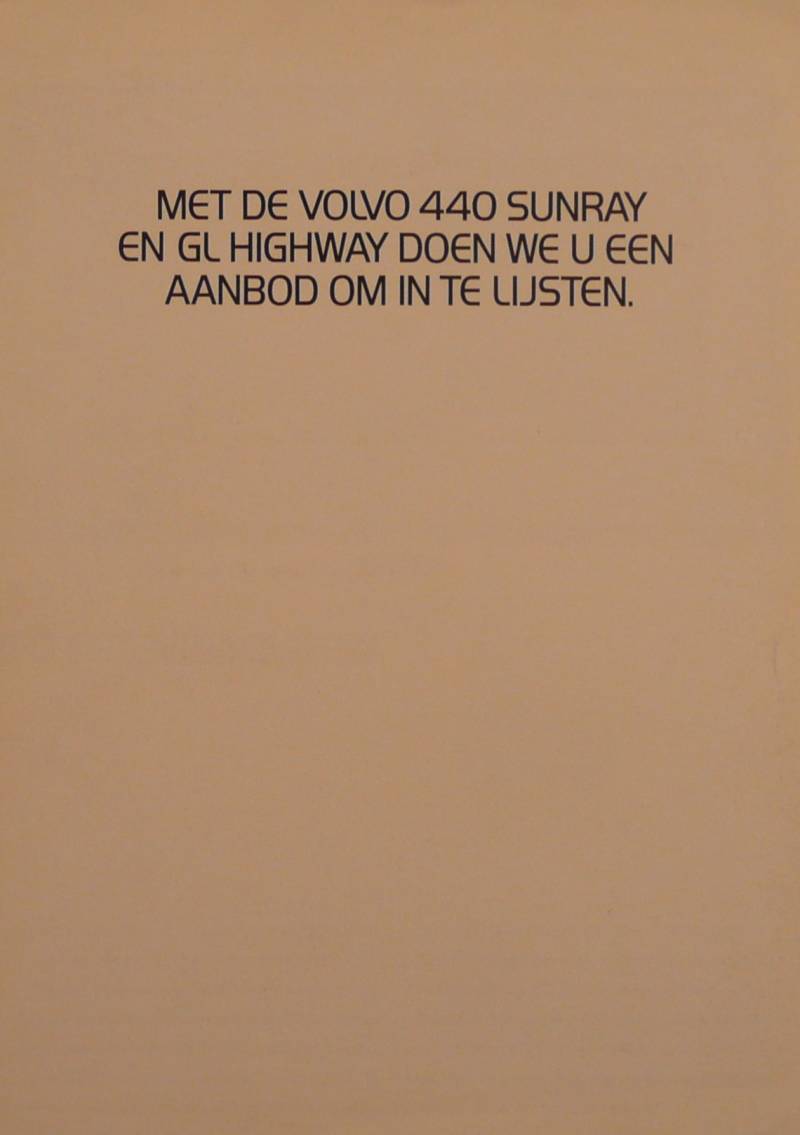 MET DE VOLVO 440 SUNRAY
EN GL HIGHWAY DOEN WE U EEN
AANBOD OM IN TE LIJSTEN.